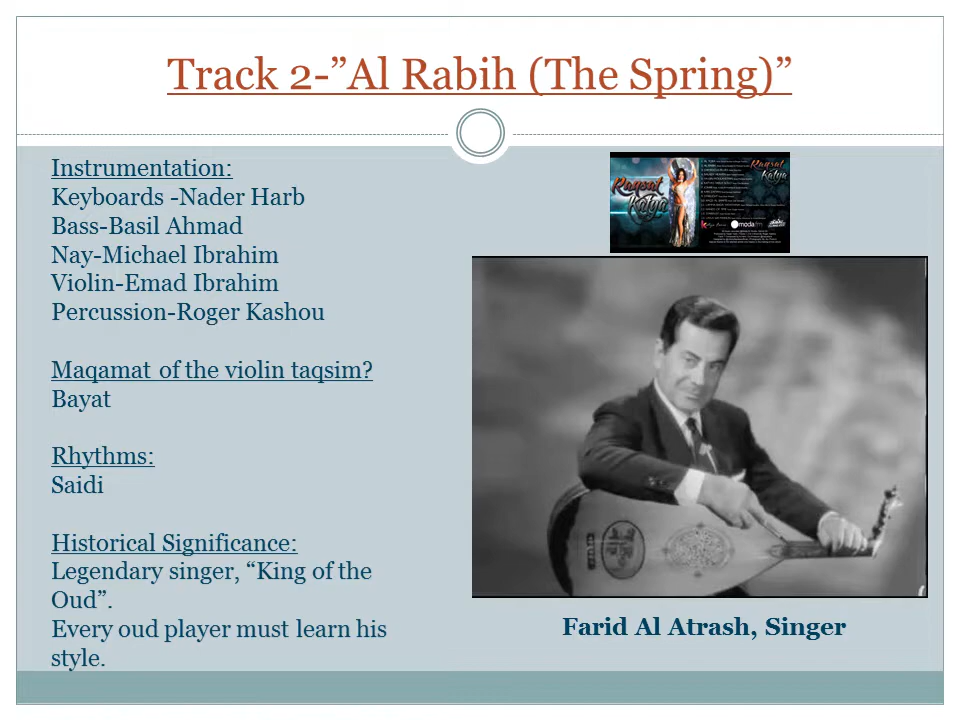 Track 2-”Al Rabih (The Spring)”
Instrumentation:
Keyboards -Nader Harb
Bass-Basil Ahmad
Nay-Michael Ibrahim
Violin-Emad Ibrahim
Percussion-Roger Kashou
Maqamat of the violin taqsim?
Bayat
Rhythms:
Saidi
Historical Significance:
Legendary singer, “King of the
Oud”.
Every oud player must learn his
style.
Raqsat
Katya
Raqsat
Katya
Farid Al Atrash, Singer